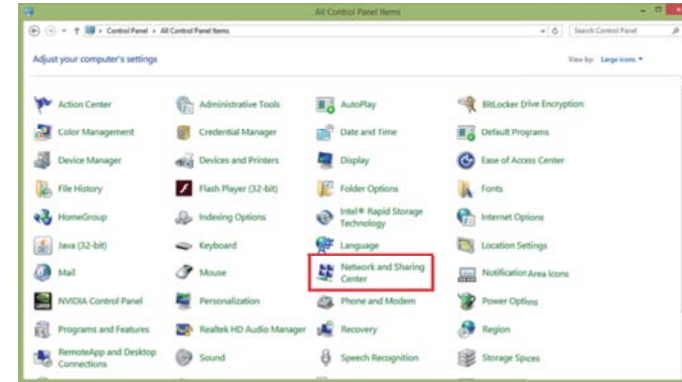 All Control Panel Items
Control Panel ▸ All Control Panel Items
Search Control Panel
Adjust your computer's settings
View by: Large icons
Action Center
Administrative Tools
AutoPlay
BitLocker Drive Encryption
Color Management
Credential Manager
Date and Time
Default Programs
Device Manager
Devices and Printers
Display
Ease of Access Center
File History
Flash Player (32-bit)
Folder Options
Fonts
HomeGroup
Indexing Options
Intel® Rapid Storage
Technology
Internet Options
Java (32-bit)
Keyboard
Language
Location Settings
Mail
Mouse
Network and Sharing
Center
Notification Area Icons
NVIDIA Control Panel
Personalization
Phone and Modem
Power Options
Programs and Features
Realtek HD Audio Manager
Recovery
Region
RemoteApp and Desktop
Connections
Sound
Speech Recognition
Storage Spaces